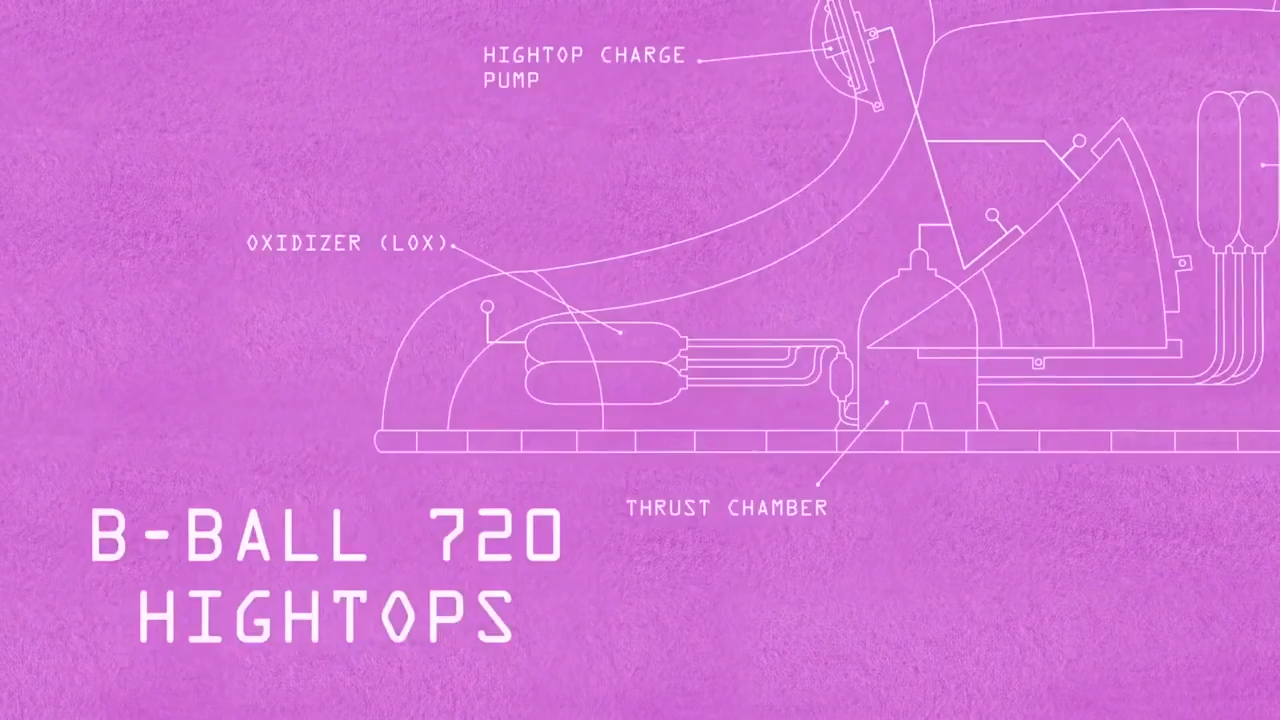 HIGHTOP CHARGE
PUMP
OXIDIZER (LOX)
THRUST CHAMBER
B-BALL 720
HIGHTOPS